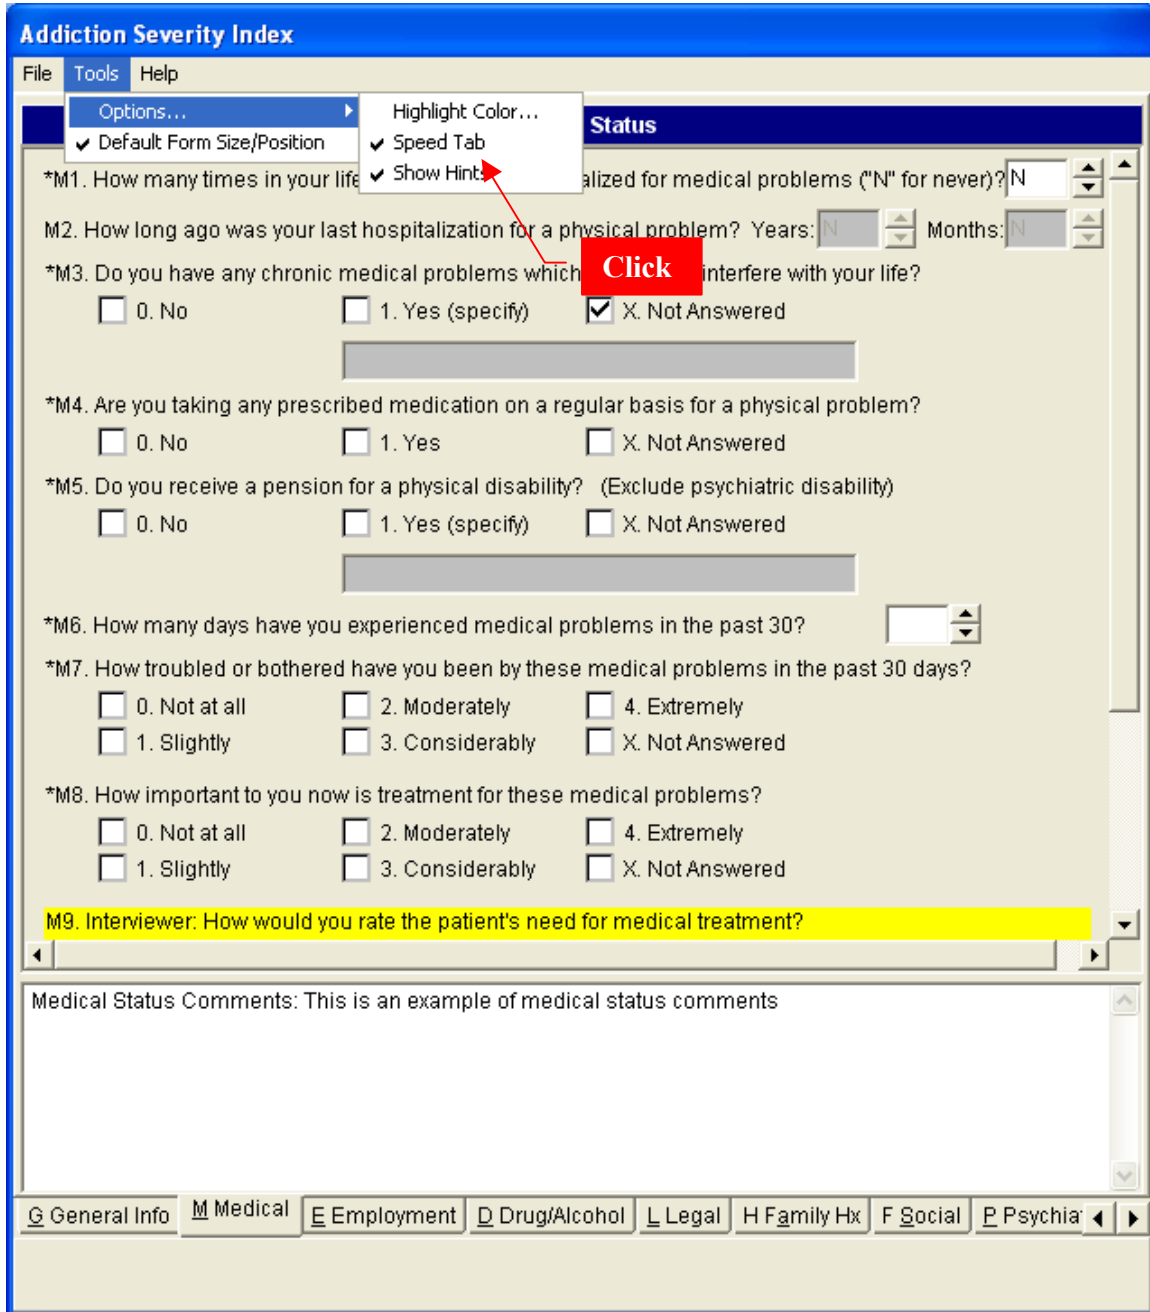 Addiction Severity Index
File Tools Help
Options...
✓ Default Form Size/Position
Highlight Color...
✓ Speed Tab
✓ Show Hints
Status
*M1. How many times in your life alized for medical problems ("N" for never)? N
M2. How long ago was your last hospitalization for a physical problem? Years: N Months: N
*M3. Do you have any chronic medical problems which interfere with your life?
Click
0. No 1. Yes (specify) X. Not Answered
*M4. Are you taking any prescribed medication on a regular basis for a physical problem?
0. No 1. Yes X. Not Answered
*M5. Do you receive a pension for a physical disability? (Exclude psychiatric disability)
0. No 1. Yes (specify) X. Not Answered
*M6. How many days have you experienced medical problems in the past 30?
*M7. How troubled or bothered have you been by these medical problems in the past 30 days?
0. Not at all 2. Moderately 4. Extremely
1. Slightly 3. Considerably X. Not Answered
*M8. How important to you now is treatment for these medical problems?
0. Not at all 2. Moderately 4. Extremely
1. Slightly 3. Considerably X. Not Answered
M9. Interviewer: How would you rate the patient's need for medical treatment?
Medical Status Comments: This is an example of medical status comments
G General Info M Medical E Employment D Drug/Alcohol L Legal H Family Hx F Social P Psychia